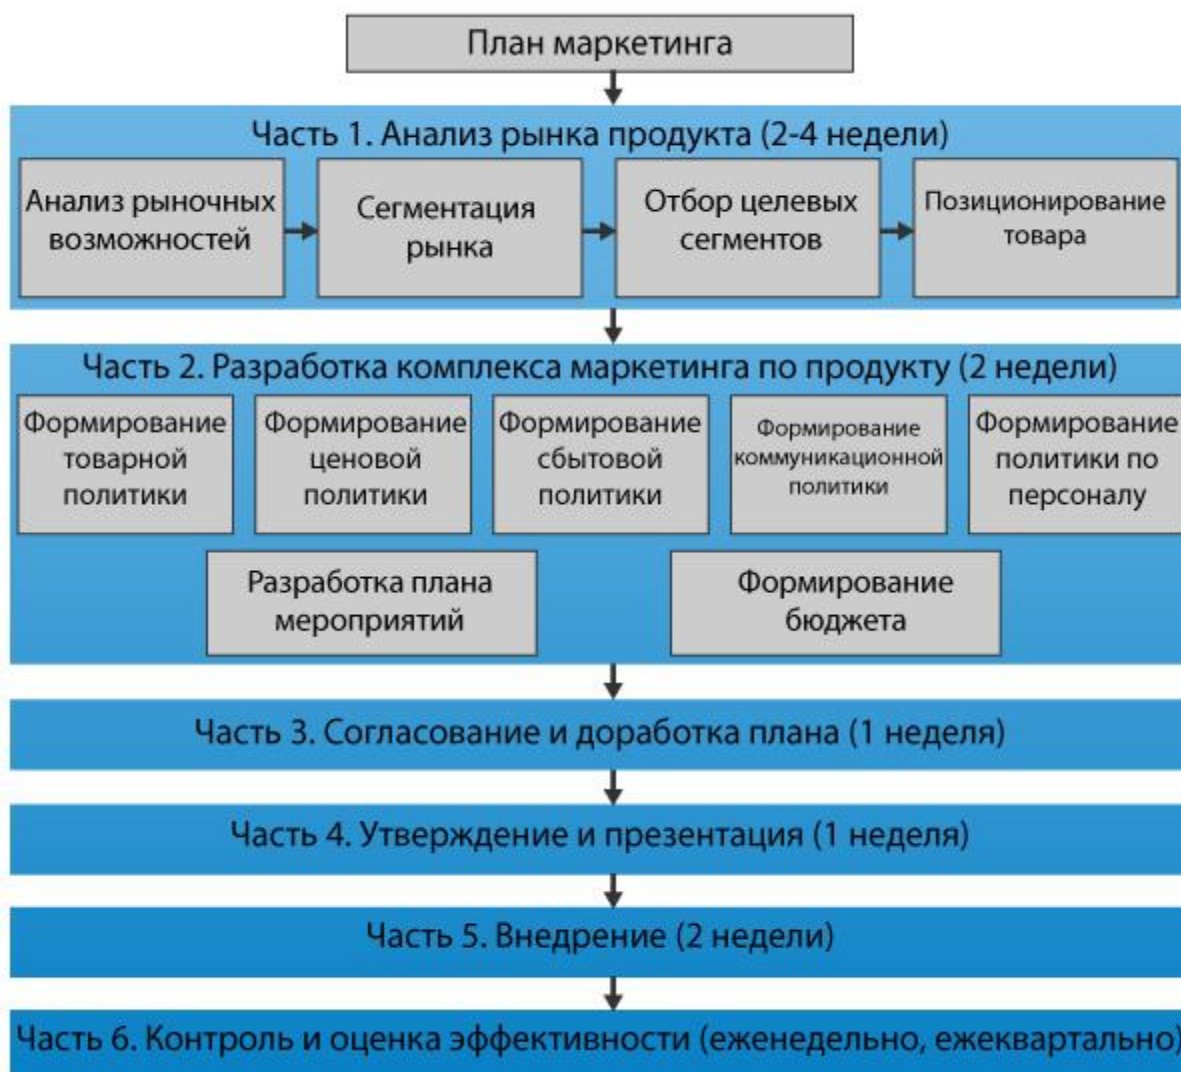 План маркетинга
Часть 1. Анализ рынка продукта (2-4 недели)
Анализ рыночных
возможностей
Сегментация
рынка
Отбор целевых
сегментов
Позиционирование
товара
Часть 2. Разработка комплекса маркетинга по продукту (2 недели)
Формирование
товарной
политики
Формирование
ценовой
политики
Формирование
сбытовой
политики
Формирование
коммуникационной
политики
Формирование
политики по
персоналу
Разработка плана
мероприятий
Формирование
бюджета
Часть 3. Согласование и доработка плана (1 неделя)
Часть 4. Утверждение и презентация (1 неделя)
Часть 5. Внедрение (2 недели)
Часть 6. Контроль и оценка эффективности (еженедельно, ежеквартально)